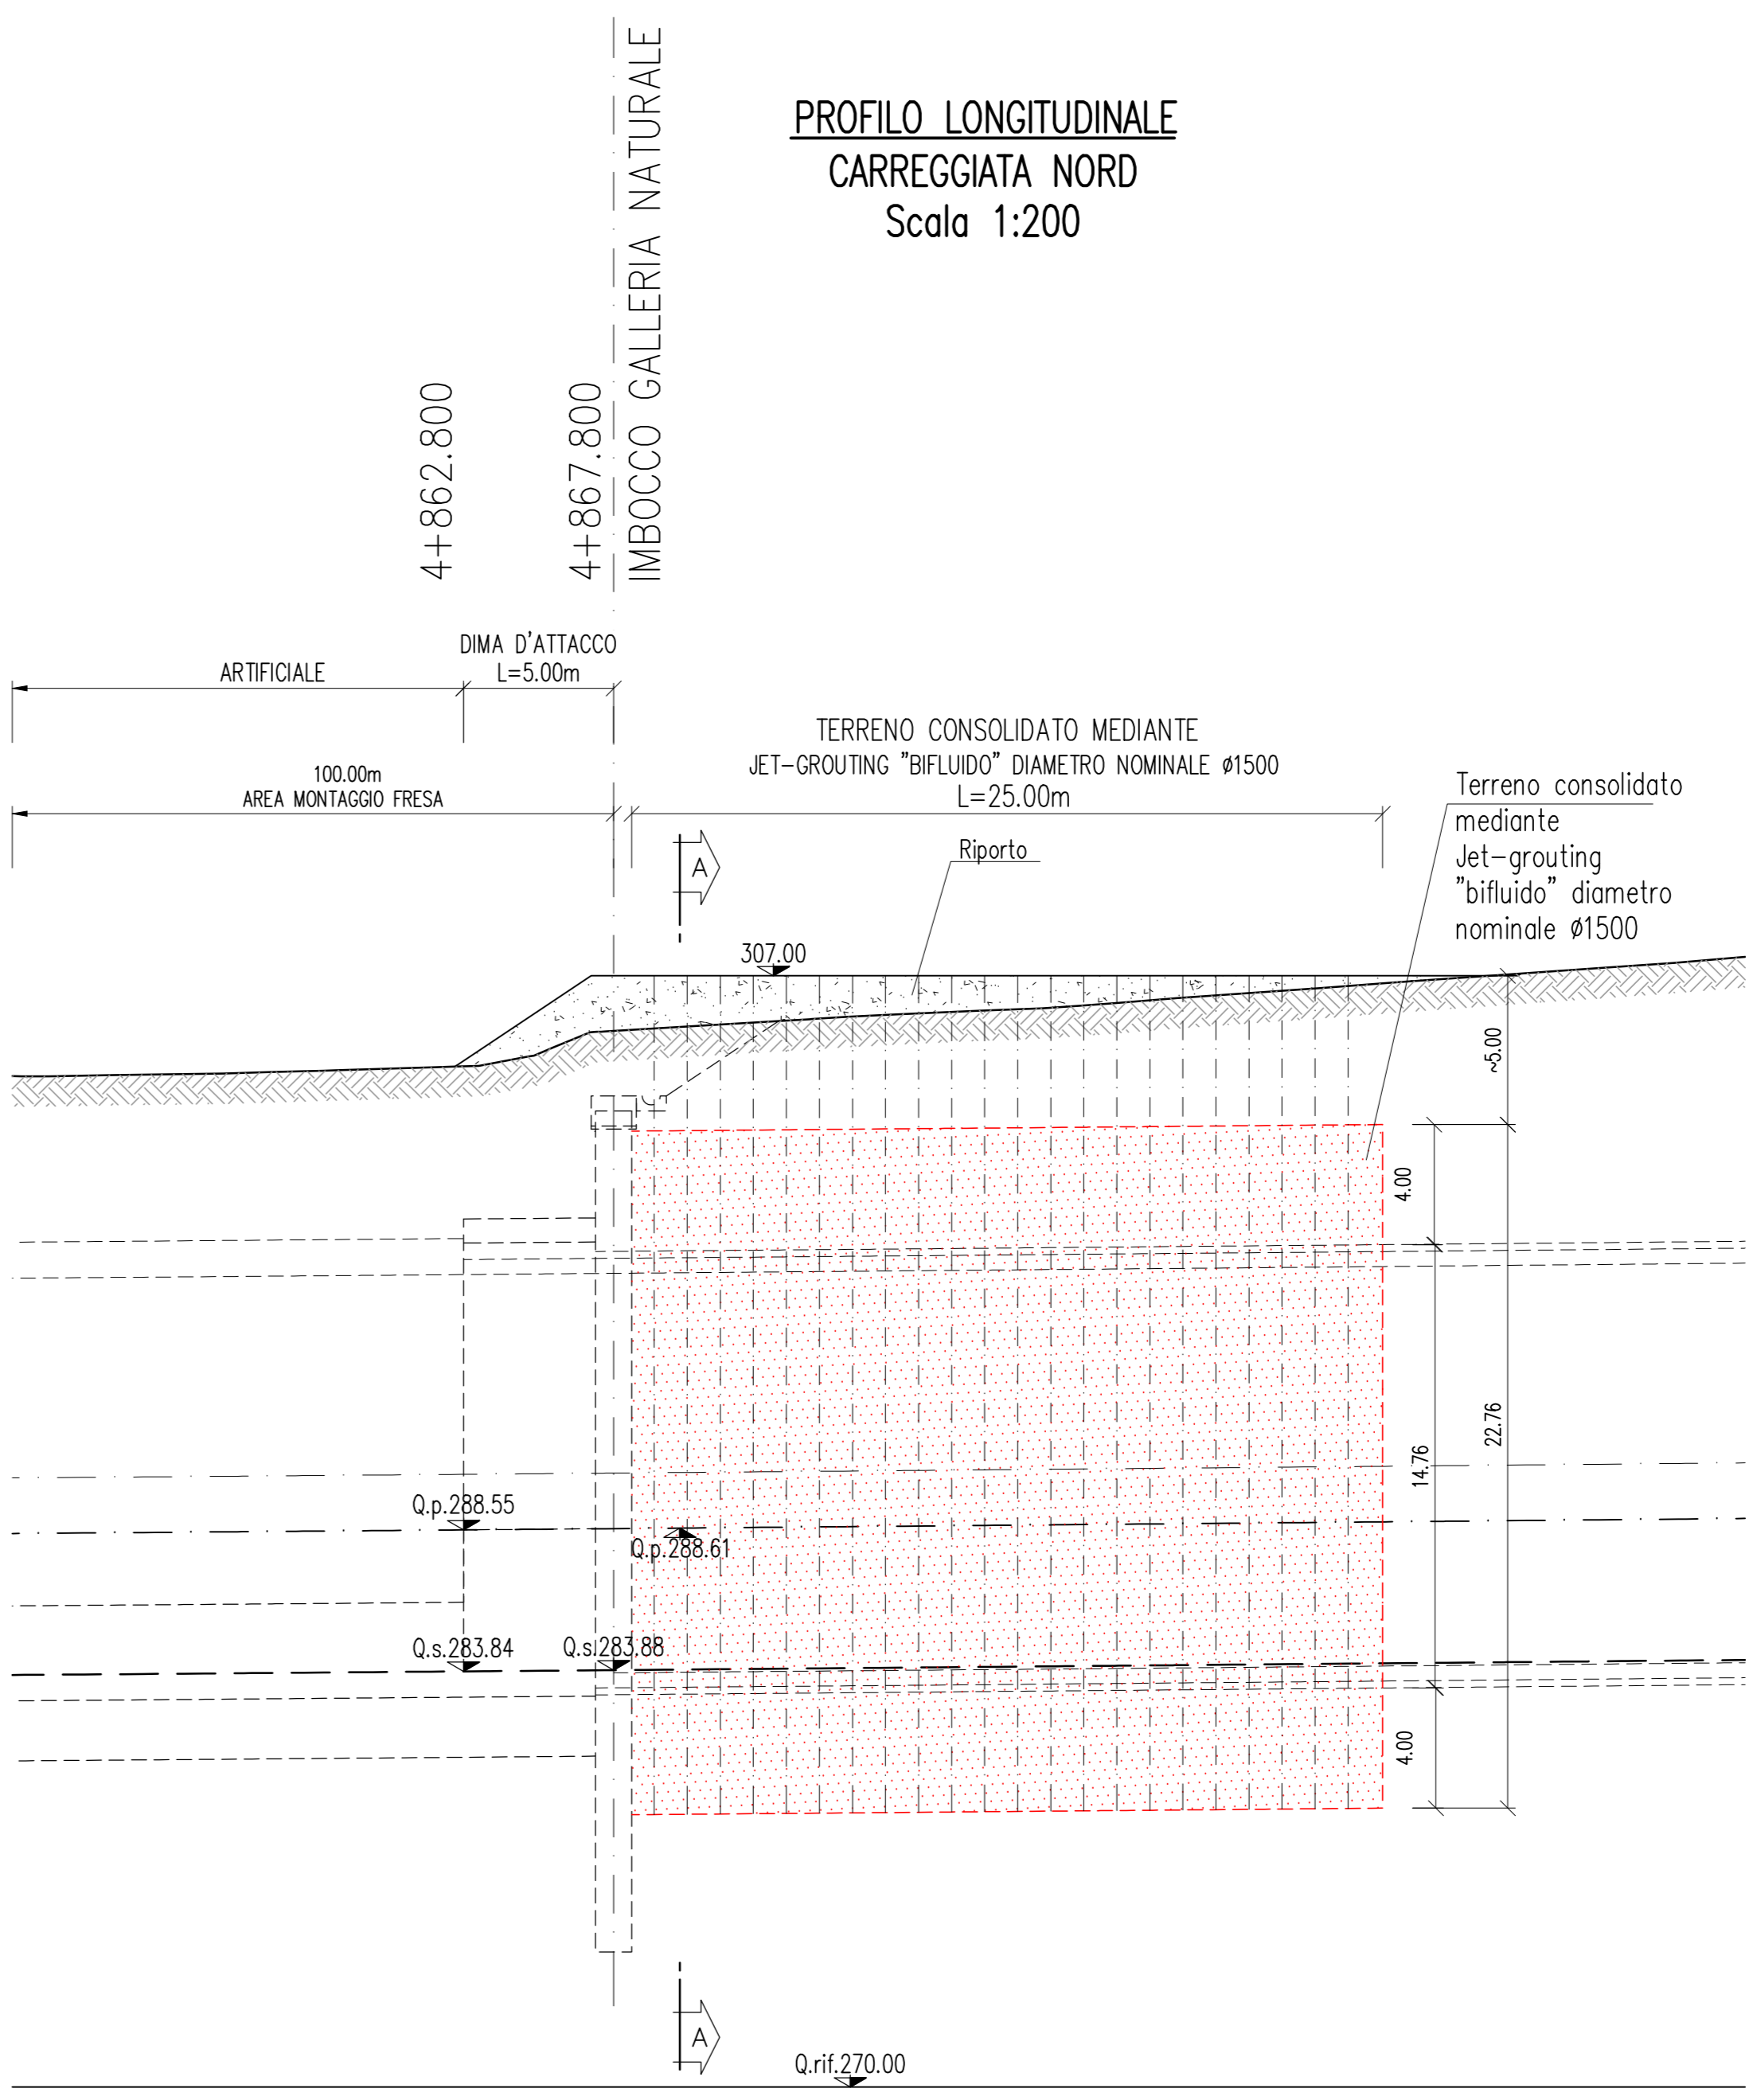 PROFILO LONGITUDINALE
CARREGGIATA NORD
Scala 1:200
IMBOCCO GALLERIA NATURALE
4+862.800
4+867.800
DIMA D'ATTACCO
L=5.00m
ARTIFICIALE
TERRENO CONSOLIDATO MEDIANTE
JET-GROUTING "BIFLUIDO" DIAMETRO NOMINALE ø1500
L=25.00m
100.00m
AREA MONTAGGIO FRESA
Terreno consolidato
mediante
Jet-grouting
"bifluido" diametro
nominale ø1500
A
Riporto
307.00
~5.00
4.00
14.76
22.76
Q.p.288.55
Q.p.288.61
Q.s.283.84
Q.s.283.88
4.00
A
Q.rif.270.00